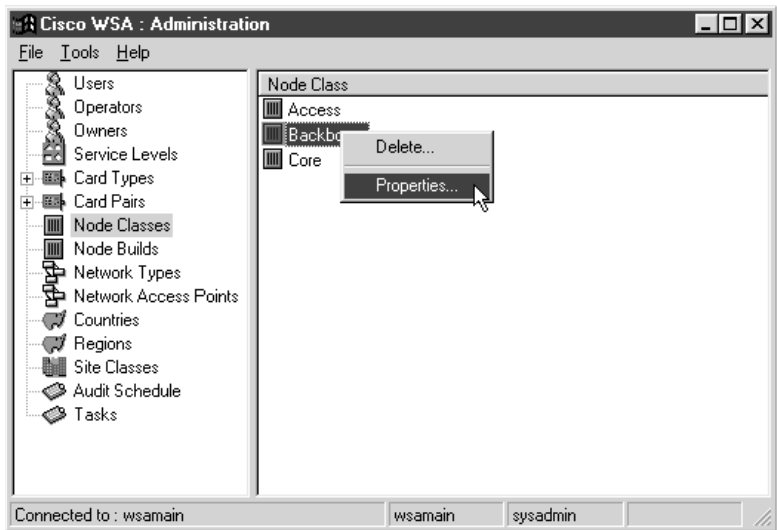 Cisco WSA : Administration
File Tools Help
Users
Operators
Owners
Service Levels
Card Types
Card Pairs
Node Classes
Node Builds
Network Types
Network Access Points
Countries
Regions
Site Classes
Audit Schedule
Tasks
Node Class
Access
Backbo
Core
Delete...
Properties...
Connected to : wsamain wsamain sysadmin